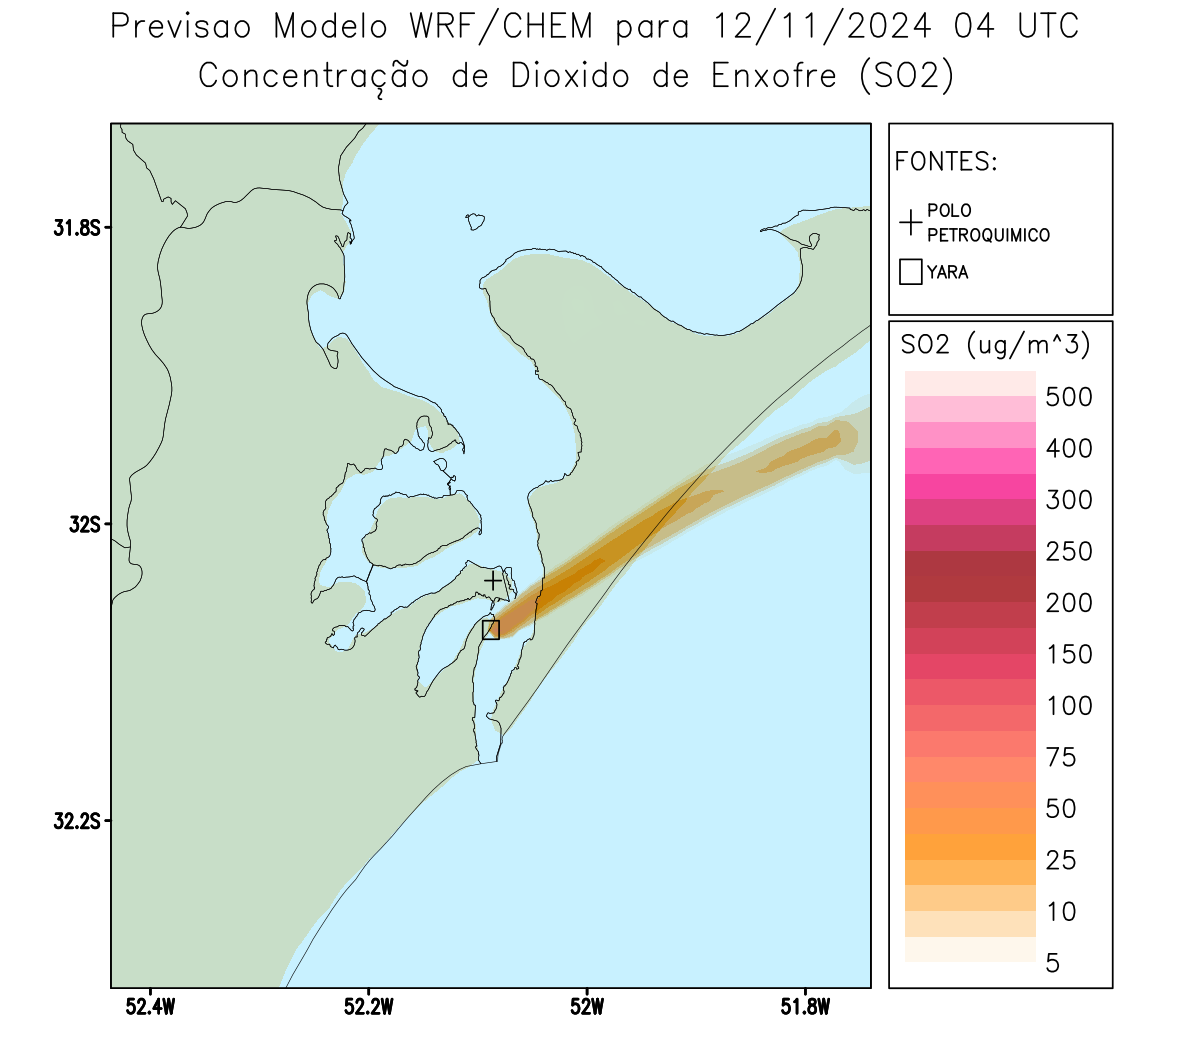 Previsao Modelo WRF/CHEM para 12/11/2024 04 UTC
Concentração de Dioxido de Enxofre (SO2)
FONTES:
POLO
PETROQUIMICO
YARA
31.8S
32S
32.2S
52.4W
52.2W
52W
51.8W
SO2 (ug/m^3)
500
400
300
250
200
150
100
75
50
25
10
5